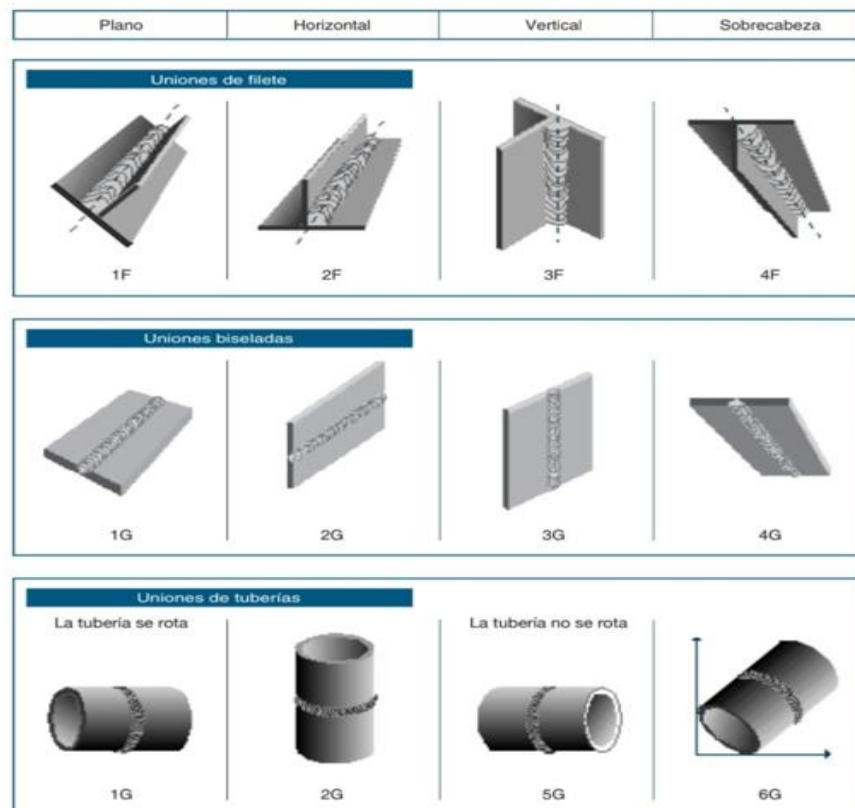 Plano Horizontal Vertical Sobrecabeza
Uniones de filete
1F 2F 3F 4F
Uniones biseladas
1G 2G 3G 4G
Uniones de tuberías
La tubería se rota La tubería no se rota
1G 2G 5G 6G